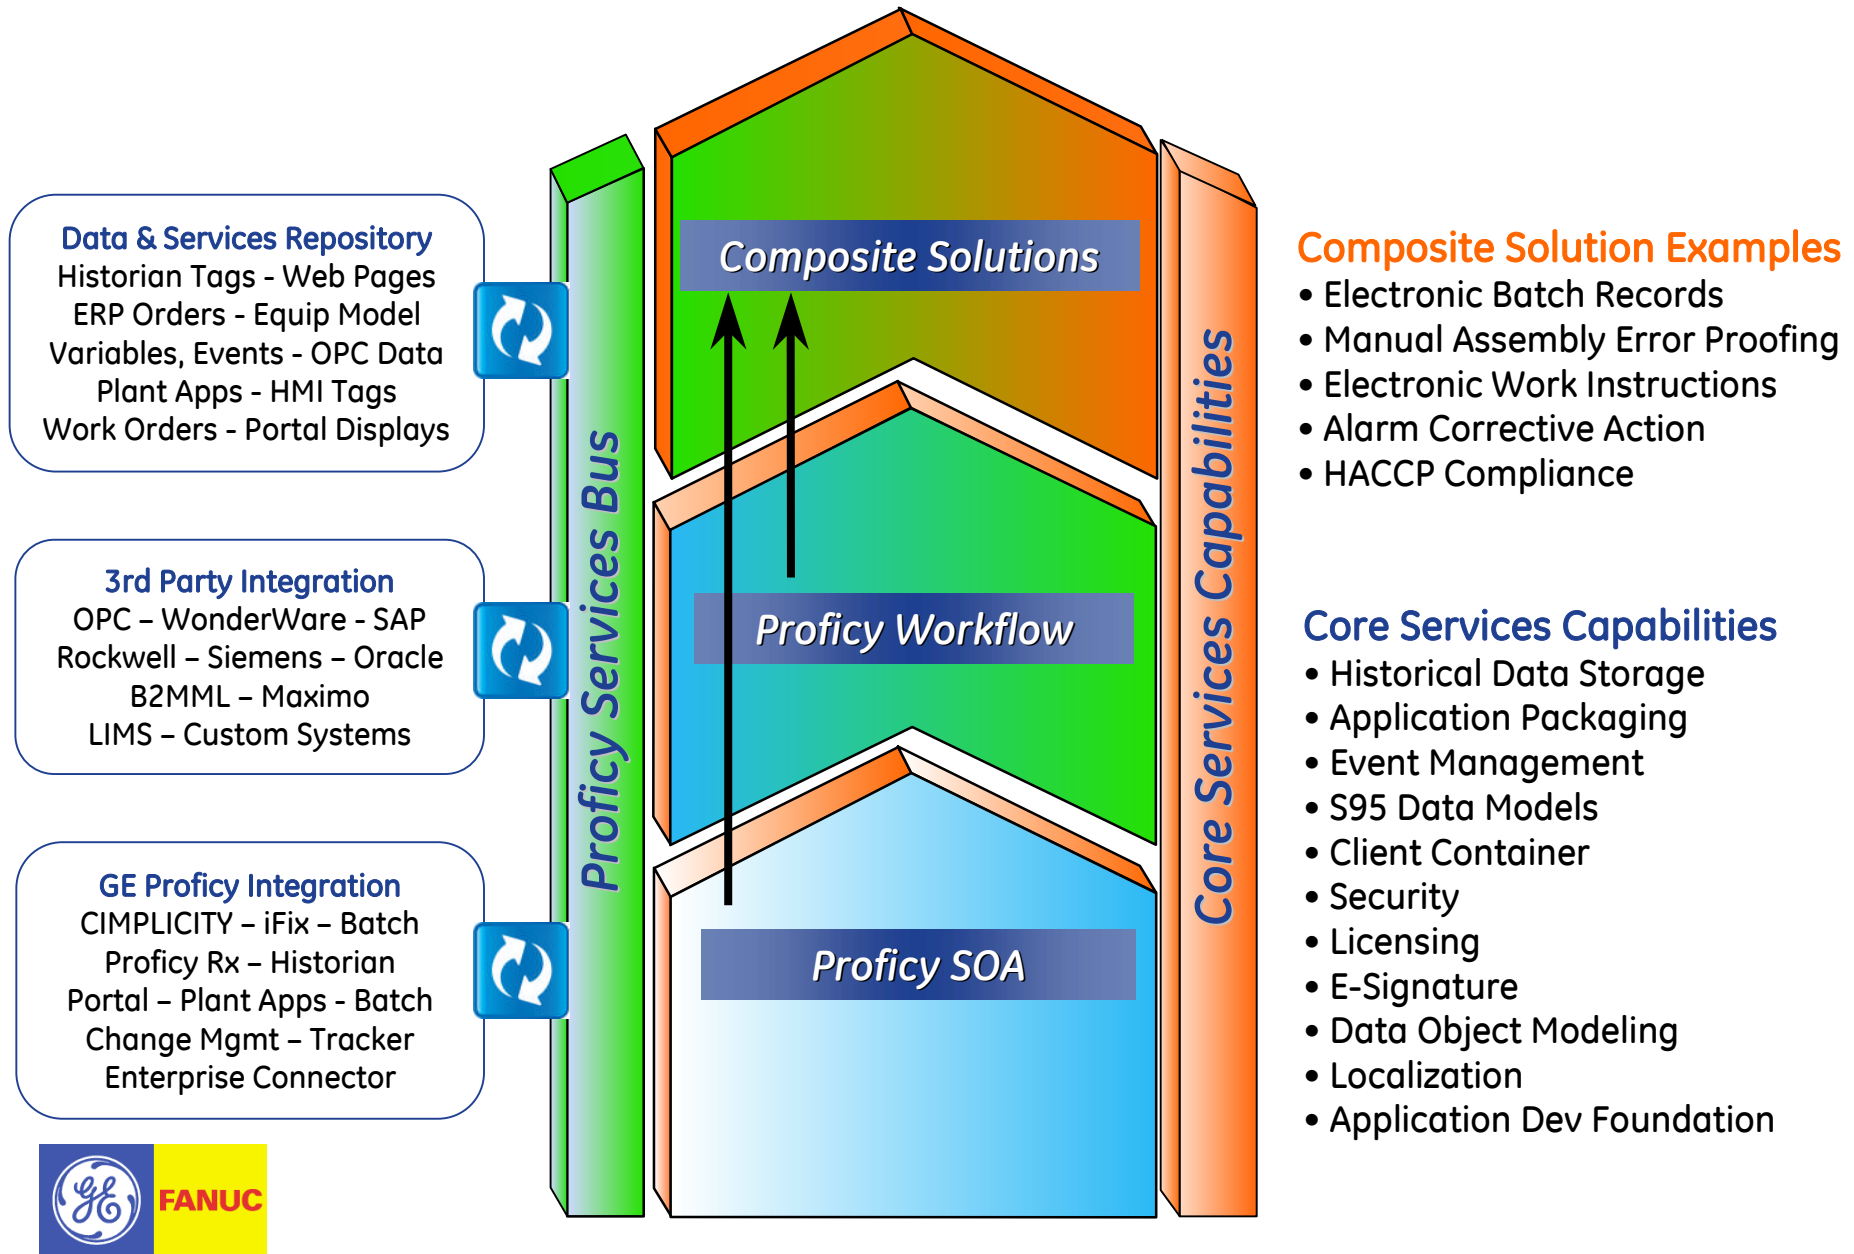 Data & Services Repository
Historian Tags - Web Pages
ERP Orders - Equip Model
Variables, Events - OPC Data
Plant Apps - HMI Tags
Work Orders - Portal Displays
3rd Party Integration
OPC – WonderWare - SAP
Rockwell – Siemens – Oracle
B2MML – Maximo
LIMS – Custom Systems
GE Proficy Integration
CIMPLICITY – iFix – Batch
Proficy Rx – Historian
Portal – Plant Apps - Batch
Change Mgmt – Tracker
Enterprise Connector
GE
FANUC
Proficy Services Bus
Composite Solutions
Proficy Workflow
Proficy SOA
Core Services Capabilities
Composite Solution Examples
• Electronic Batch Records
• Manual Assembly Error Proofing
• Electronic Work Instructions
• Alarm Corrective Action
• HACCP Compliance
Core Services Capabilities
• Historical Data Storage
• Application Packaging
• Event Management
• S95 Data Models
• Client Container
• Security
• Licensing
• E-Signature
• Data Object Modeling
• Localization
• Application Dev Foundation